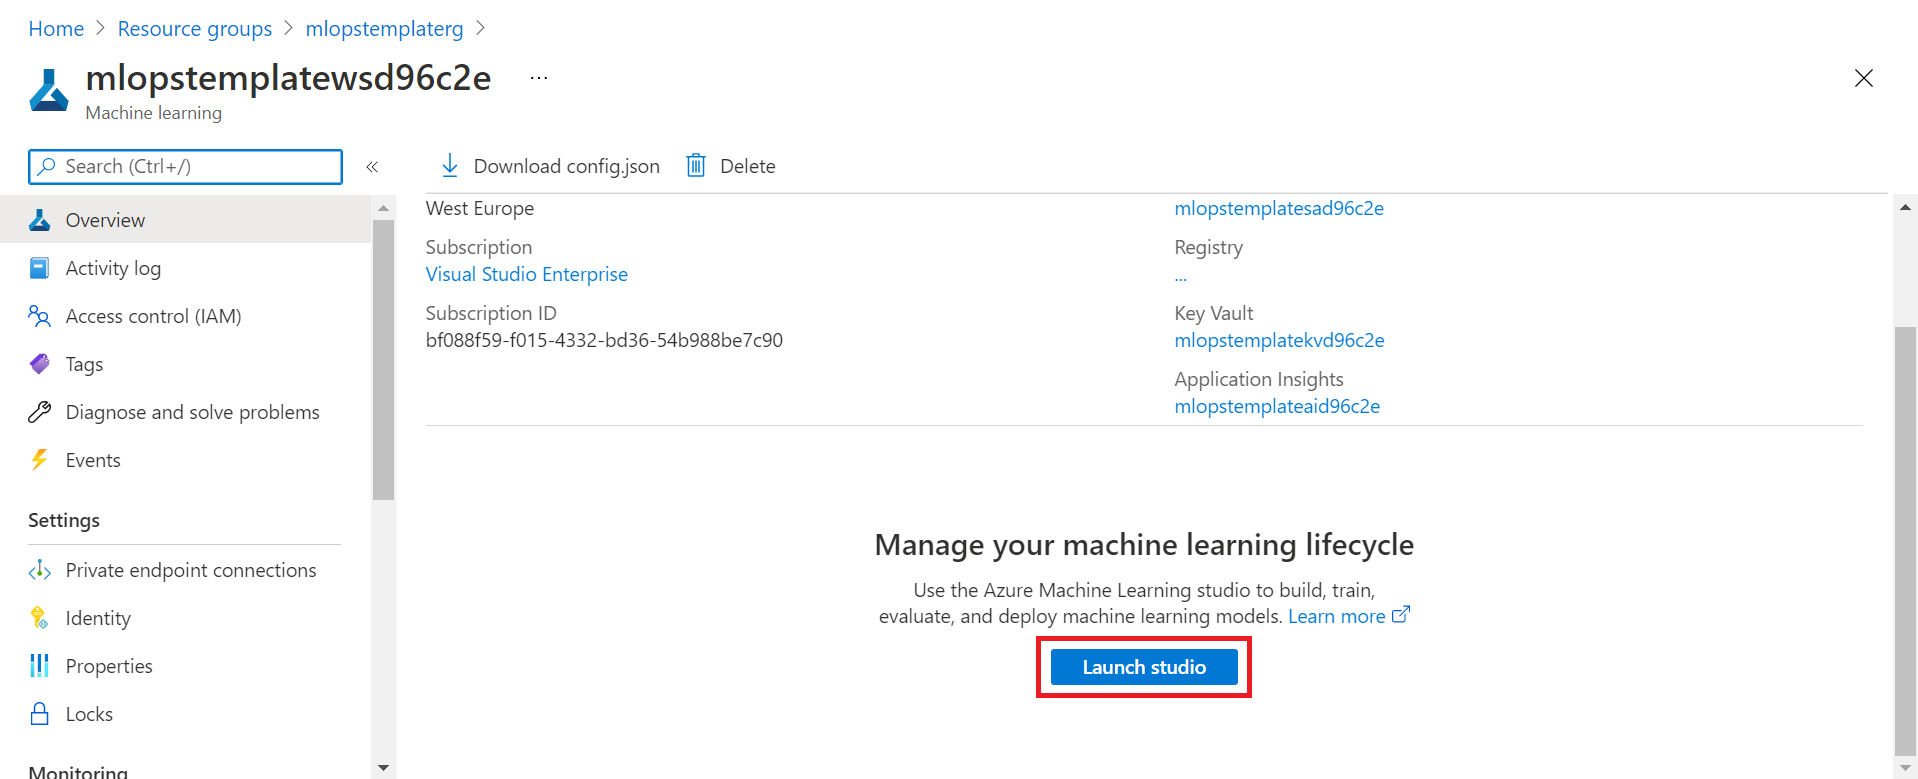 Home > Resource groups > mlopstemplaterg >
mlopstemplatewsd96c2e ...
Machine learning
Search (Ctrl+/)
«
Download config.json
Delete
Overview
Activity log
Access control (IAM)
Tags
Diagnose and solve problems
Events
Settings
Private endpoint connections
Identity
Properties
Locks
Monitoring
West Europe
Subscription
Visual Studio Enterprise
Subscription ID
bf088f59-f015-4332-bd36-54b988be7c90
mlopstemplatesad96c2e
Registry
...
Key Vault
mlopstemplatekvd96c2e
Application Insights
mlopstemplateaid96c2e
Manage your machine learning lifecycle
Use the Azure Machine Learning studio to build, train,
evaluate, and deploy machine learning models. Learn more
Launch studio